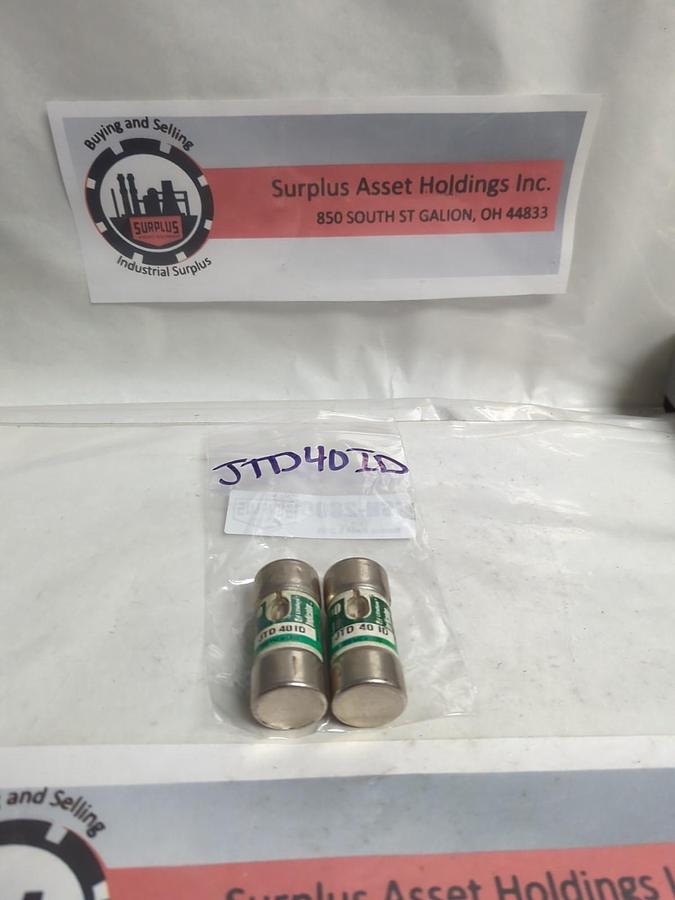 Buying and Selling
SURPLUS
Industrial Surplus
Surplus Asset Holdings Inc.
850 SOUTH ST GALION, OH 44833
JTD40ID
JTD 40 ID
JTD 40 ID
and Selling
Surplus Asset Holdings